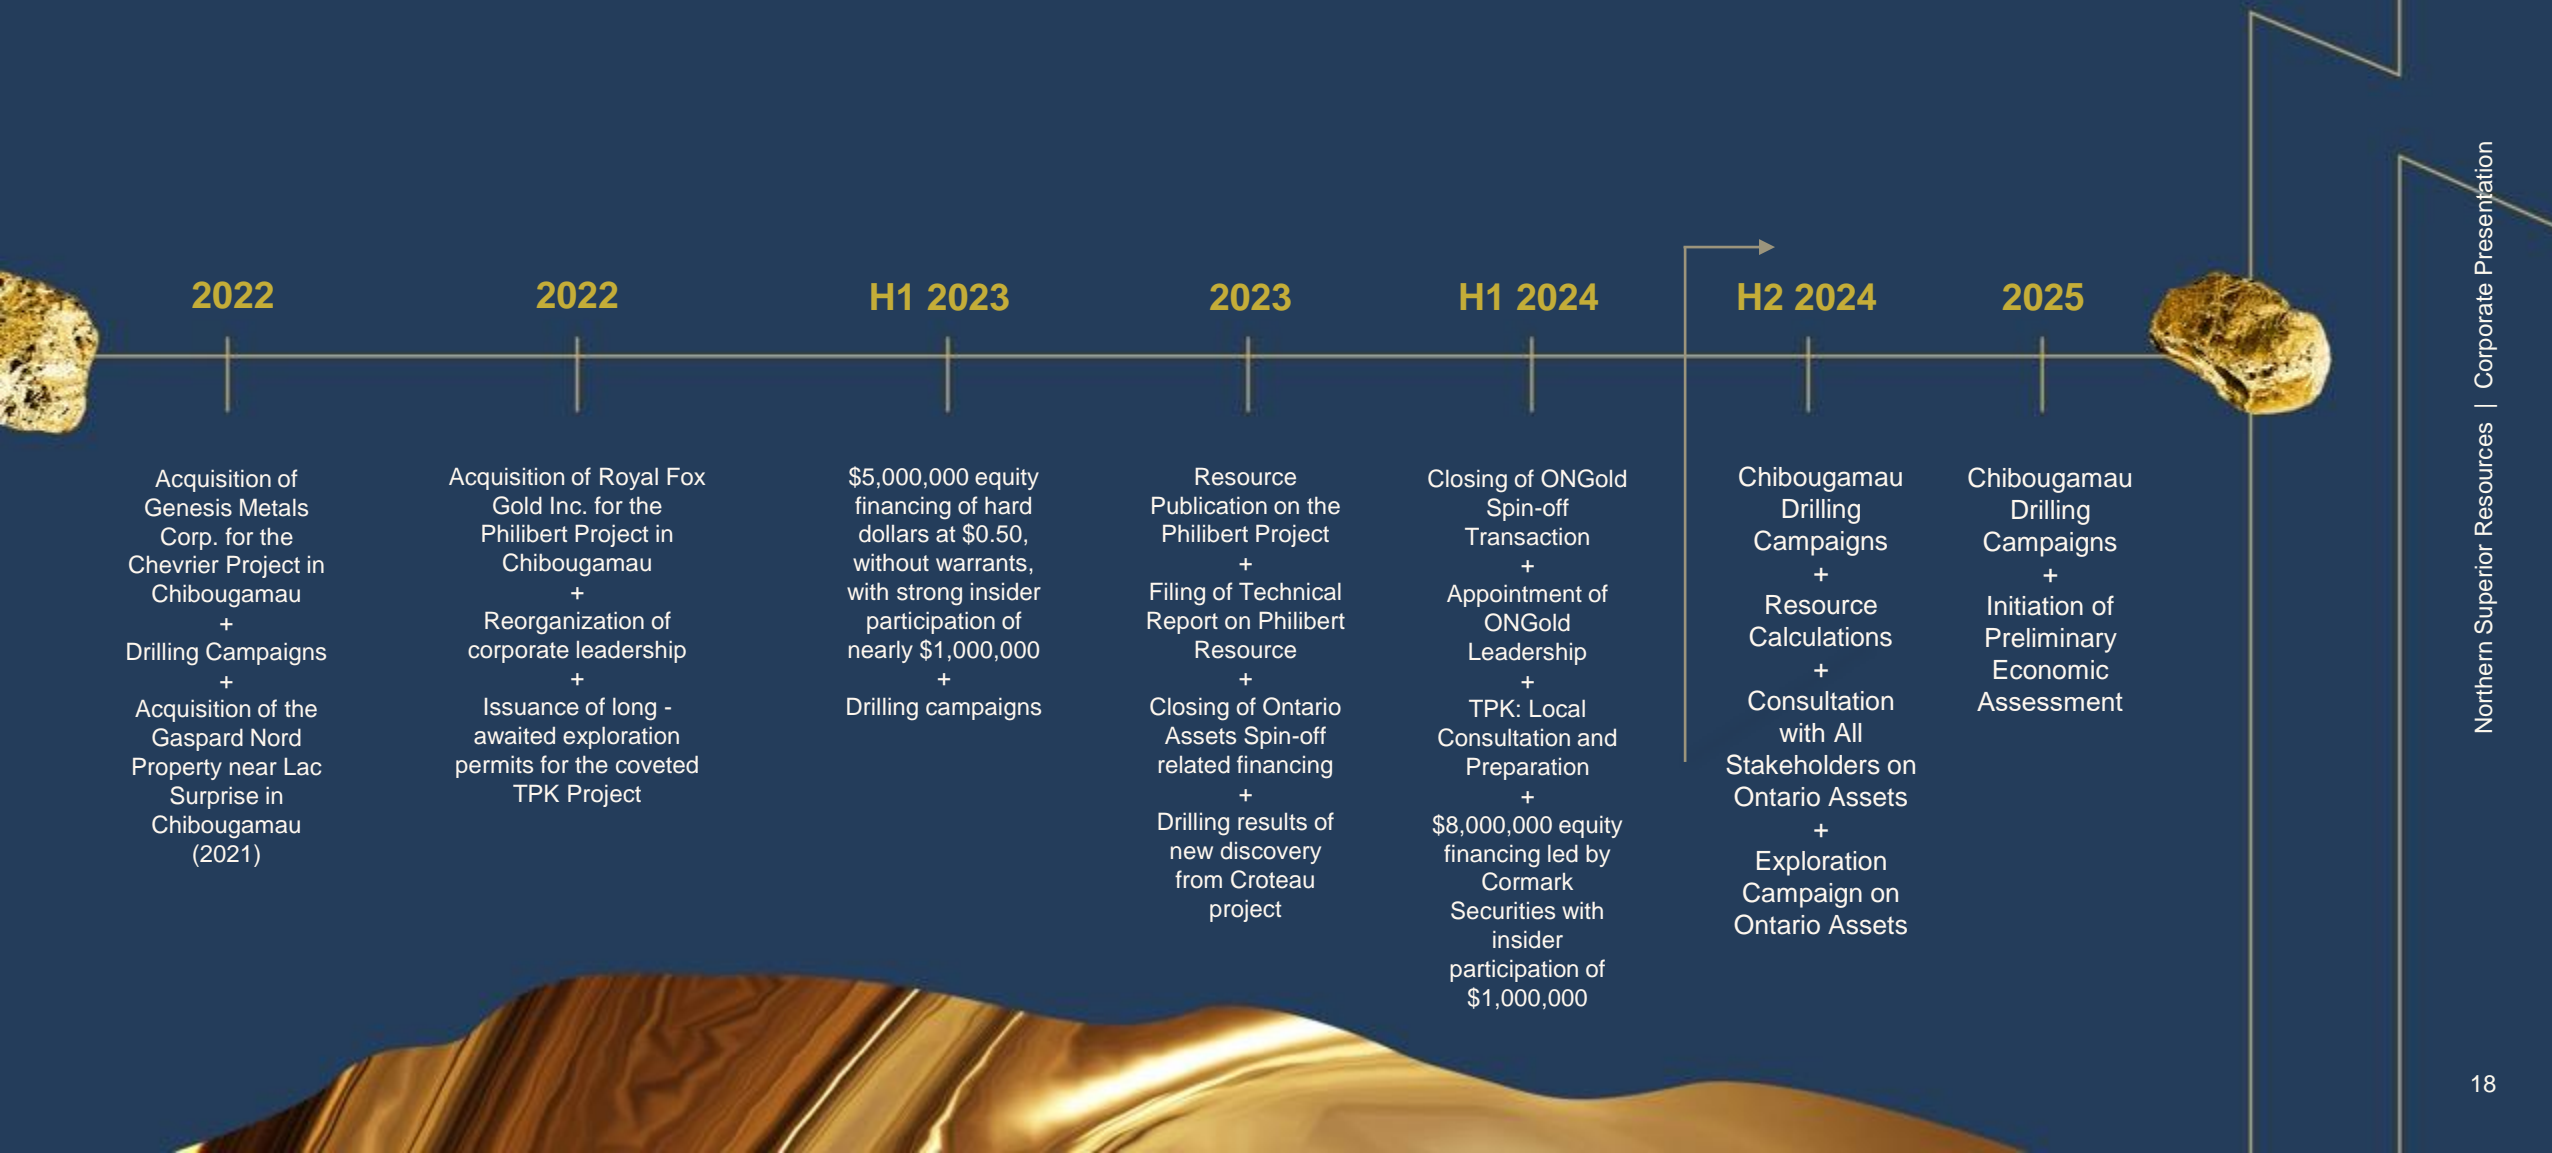 2022
Acquisition of
Genesis Metals
Corp. for the
Chevrier Project in
Chibougamau
+
Drilling Campaigns
+
Acquisition of the
Gaspard Nord
Property near Lac
Surprise in
Chibougamau
(2021)
2022
Acquisition of Royal Fox
Gold Inc. for the
Philibert Project in
Chibougamau
+
Reorganization of
corporate leadership
+
Issuance of long -
awaited exploration
permits for the coveted
TPK Project
H1 2023
$5,000,000 equity
financing of hard
dollars at $0.50,
without warrants,
with strong insider
participation of
nearly $1,000,000
+
Drilling campaigns
2023
Resource
Publication on the
Philibert Project
+
Filing of Technical
Report on Philibert
Resource
+
Closing of Ontario
Assets Spin-off
related financing
+
Drilling results of
new discovery
from Croteau
project
H1 2024
Closing of ONGold
Spin-off
Transaction
+
Appointment of
ONGold
Leadership
+
TPK: Local
Consultation and
Preparation
+
$8,000,000 equity
financing led by
Cormark
Securities with
insider
participation of
$1,000,000
H2 2024
Chibougamau
Drilling
Campaigns
+
Resource
Calculations
+
Consultation
with All
Stakeholders on
Ontario Assets
+
Exploration
Campaign on
Ontario Assets
2025
Chibougamau
Drilling
Campaigns
+
Initiation of
Preliminary
Economic
Assessment
Northern Superior Resources | Corporate Presentation
18